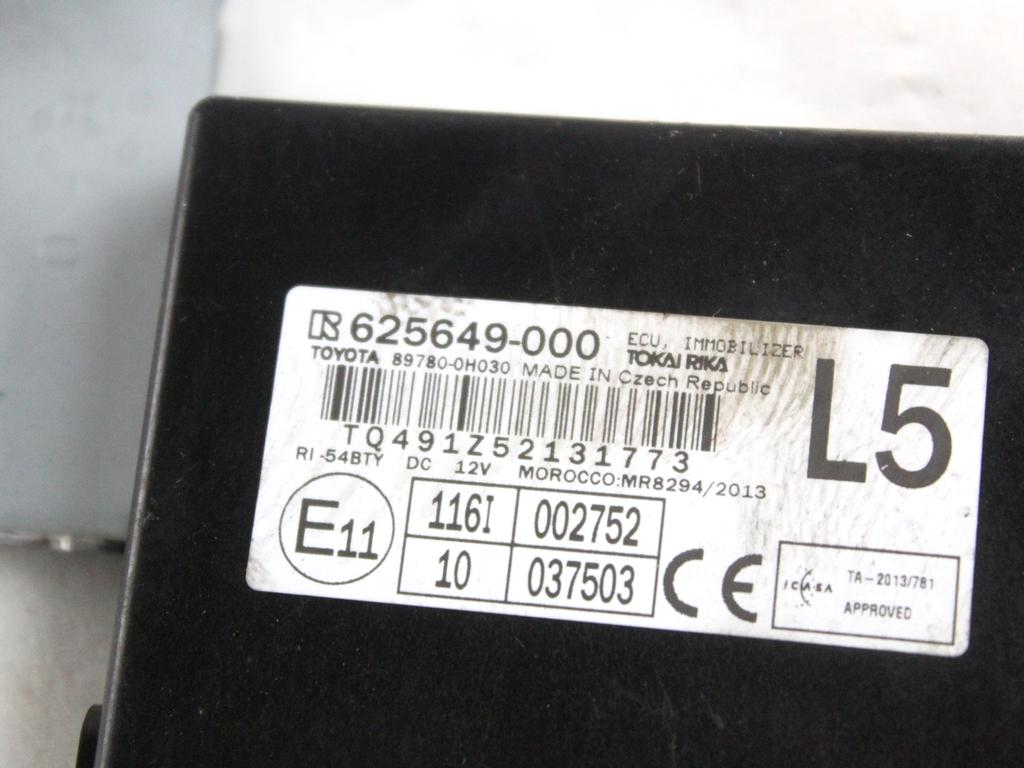 R 625649-000 ECU, IMMOBILIZER
TOYOTA 89780-0H030 TOKAI RIKA
MADE IN Czech Republic
L5
TQ491Z52131773
RI-54BTY DC 12V MOROCCO:MR8294/2013
E11
116I 002752
10 037503
CE
ICASA TA-2013/781
APPROVED